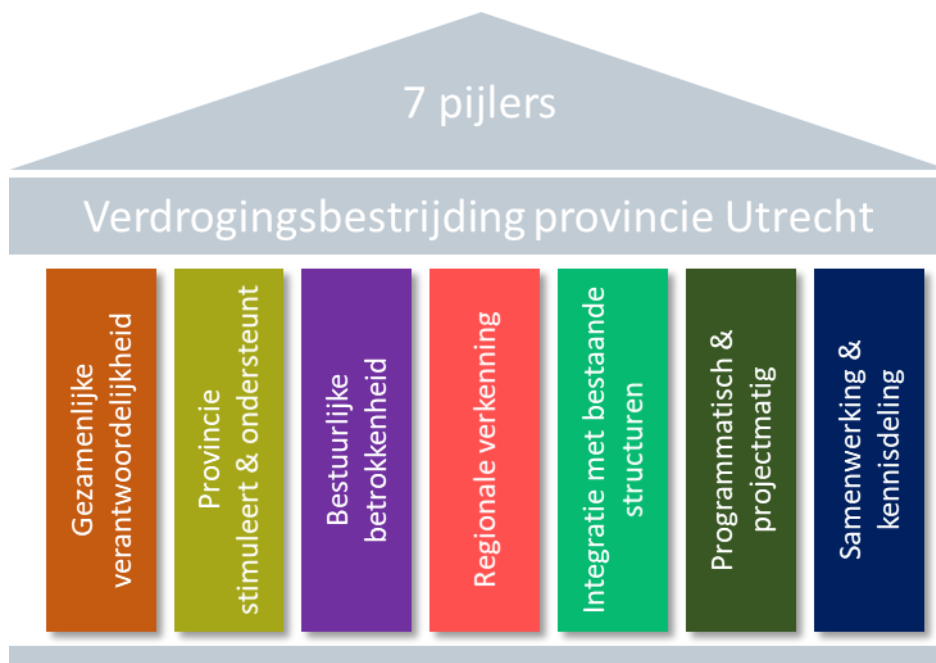 7 pijlers
Verdrogingsbestrijding provincie Utrecht
Gezamenlijke
verantwoordelijkheid
Provincie
stimuleert & ondersteunt
Bestuurlijke
betrokkenheid
Regionale verkenning
Integratie met bestaande
structuren
Programmatisch &
projectmatig
Samenwerking &
kennisdeling